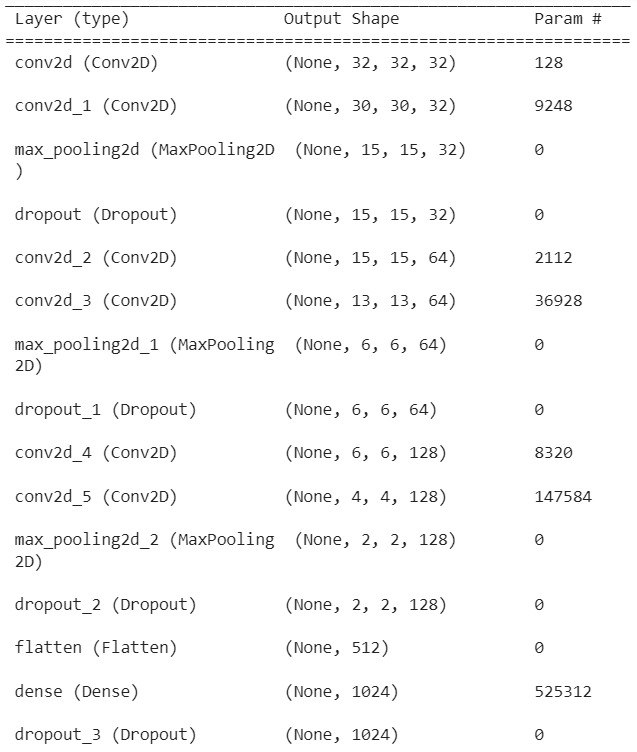 Layer (type) Output Shape Param #
=================================================================
conv2d (Conv2D) (None, 32, 32, 32) 128
conv2d_1 (Conv2D) (None, 30, 30, 32) 9248
max_pooling2d (MaxPooling2D (None, 15, 15, 32) 0
)
dropout (Dropout) (None, 15, 15, 32) 0
conv2d_2 (Conv2D) (None, 15, 15, 64) 2112
conv2d_3 (Conv2D) (None, 13, 13, 64) 36928
max_pooling2d_1 (MaxPooling (None, 6, 6, 64) 0
2D)
dropout_1 (Dropout) (None, 6, 6, 64) 0
conv2d_4 (Conv2D) (None, 6, 6, 128) 8320
conv2d_5 (Conv2D) (None, 4, 4, 128) 147584
max_pooling2d_2 (MaxPooling (None, 2, 2, 128) 0
2D)
dropout_2 (Dropout) (None, 2, 2, 128) 0
flatten (Flatten) (None, 512) 0
dense (Dense) (None, 1024) 525312
dropout_3 (Dropout) (None, 1024) 0